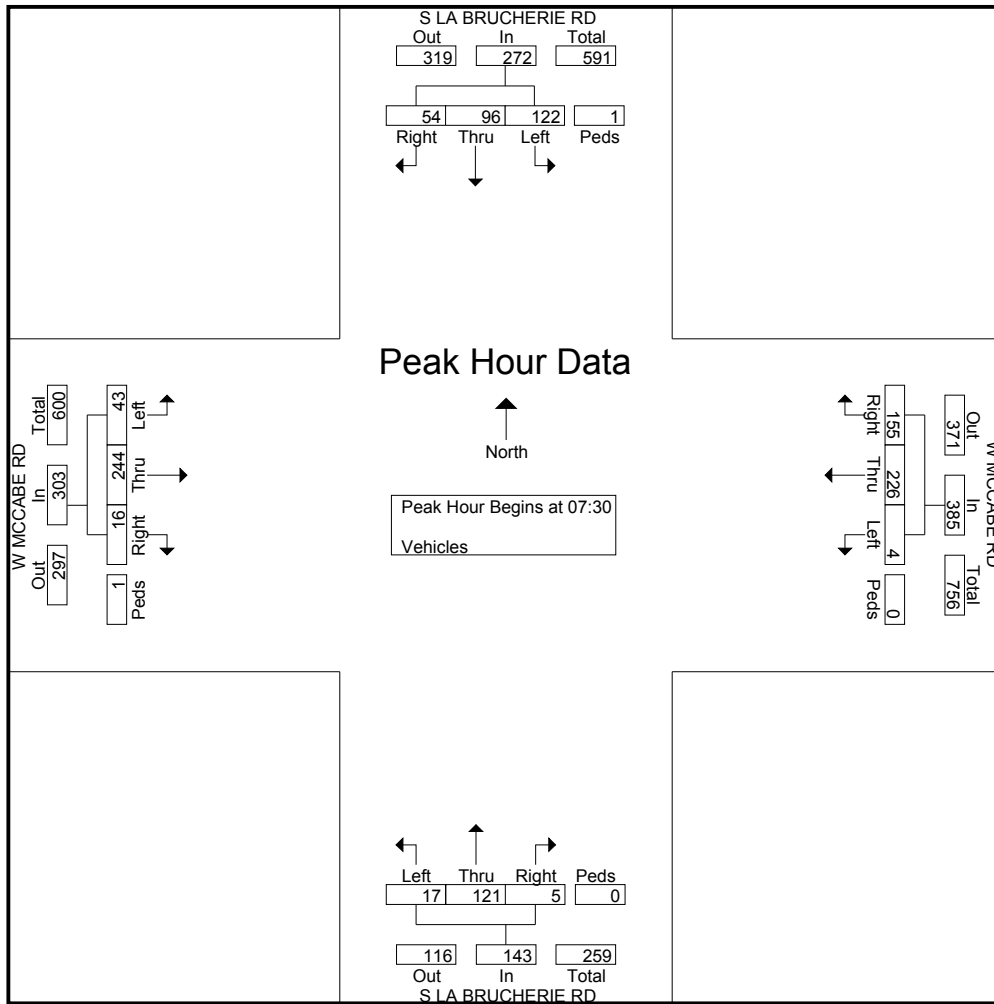 S LA BRUCHERIE RD
Out In Total
319 272 591
54 96 122 1
Right Thru Left Peds
Peak Hour Data
North
Peak Hour Begins at 07:30
Vehicles
W MCCABE RD
Total In Out
600 303 297
43 244 16 1
Left Thru Right Peds
W MCCABE RD
Out In Total
371 385 756
155 226 4 0
Right Thru Left Peds
Left Thru Right Peds
17 121 5 0
116 143 259
Out In Total
S LA BRUCHERIE RD